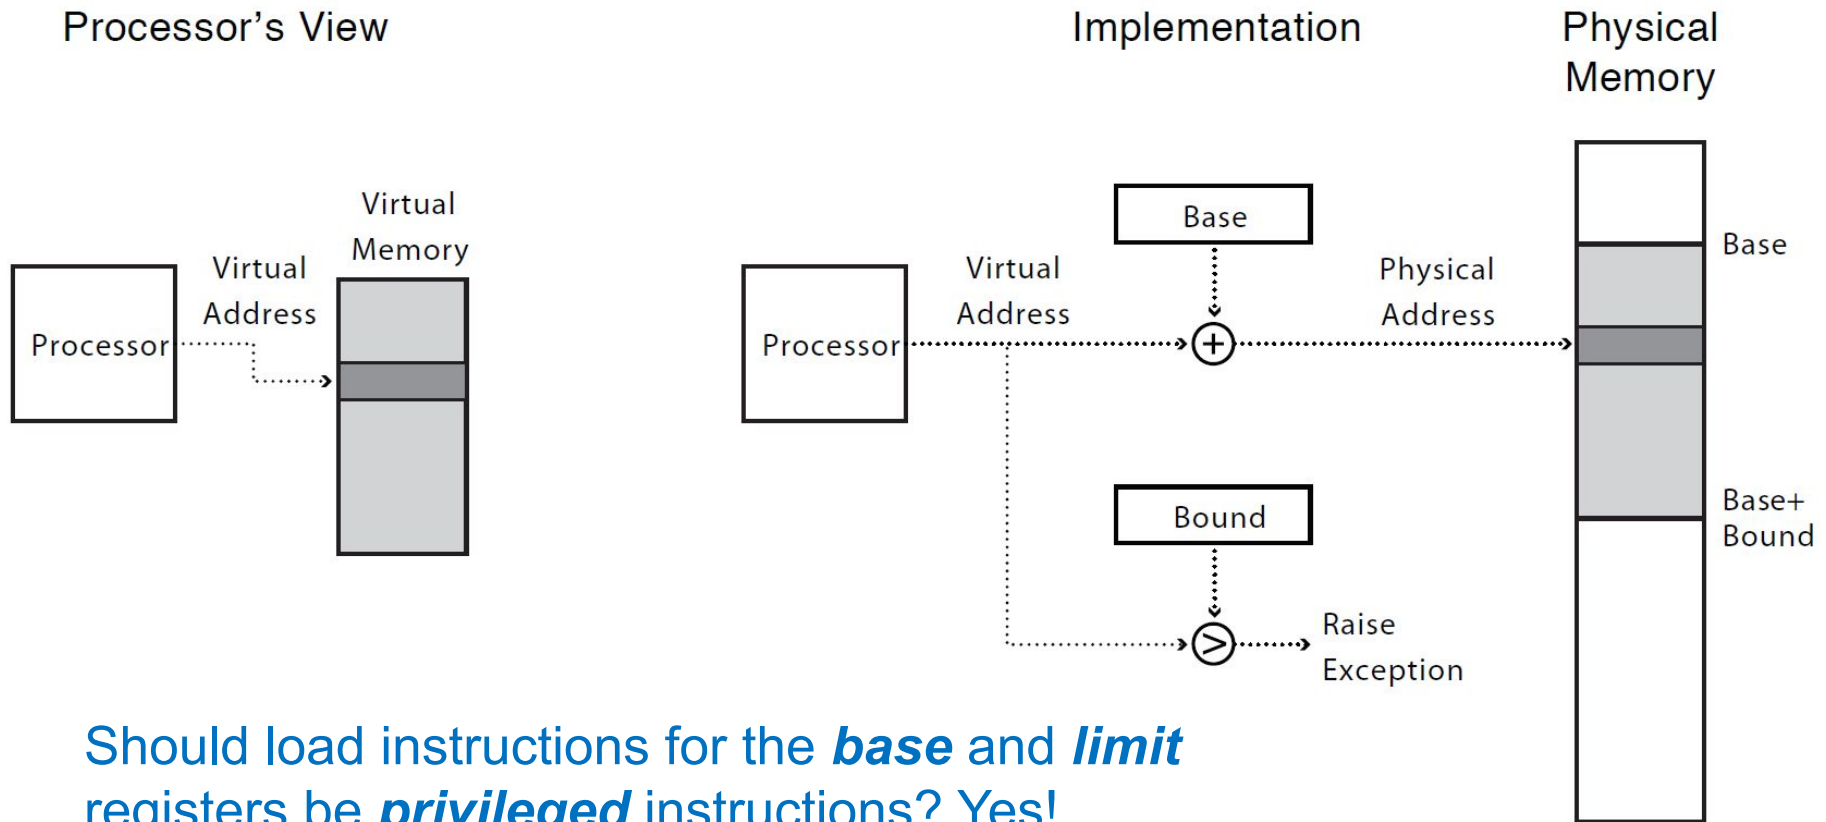 Processor's View
Implementation
Physical
Memory
Virtual
Memory
Virtual
Address
Processor
Processor
Virtual
Address
Base
+
Physical
Address
Base
Bound
>
Raise
Exception
Base+
Bound
Should load instructions for the base and limit
registers be privileged instructions? Yes!